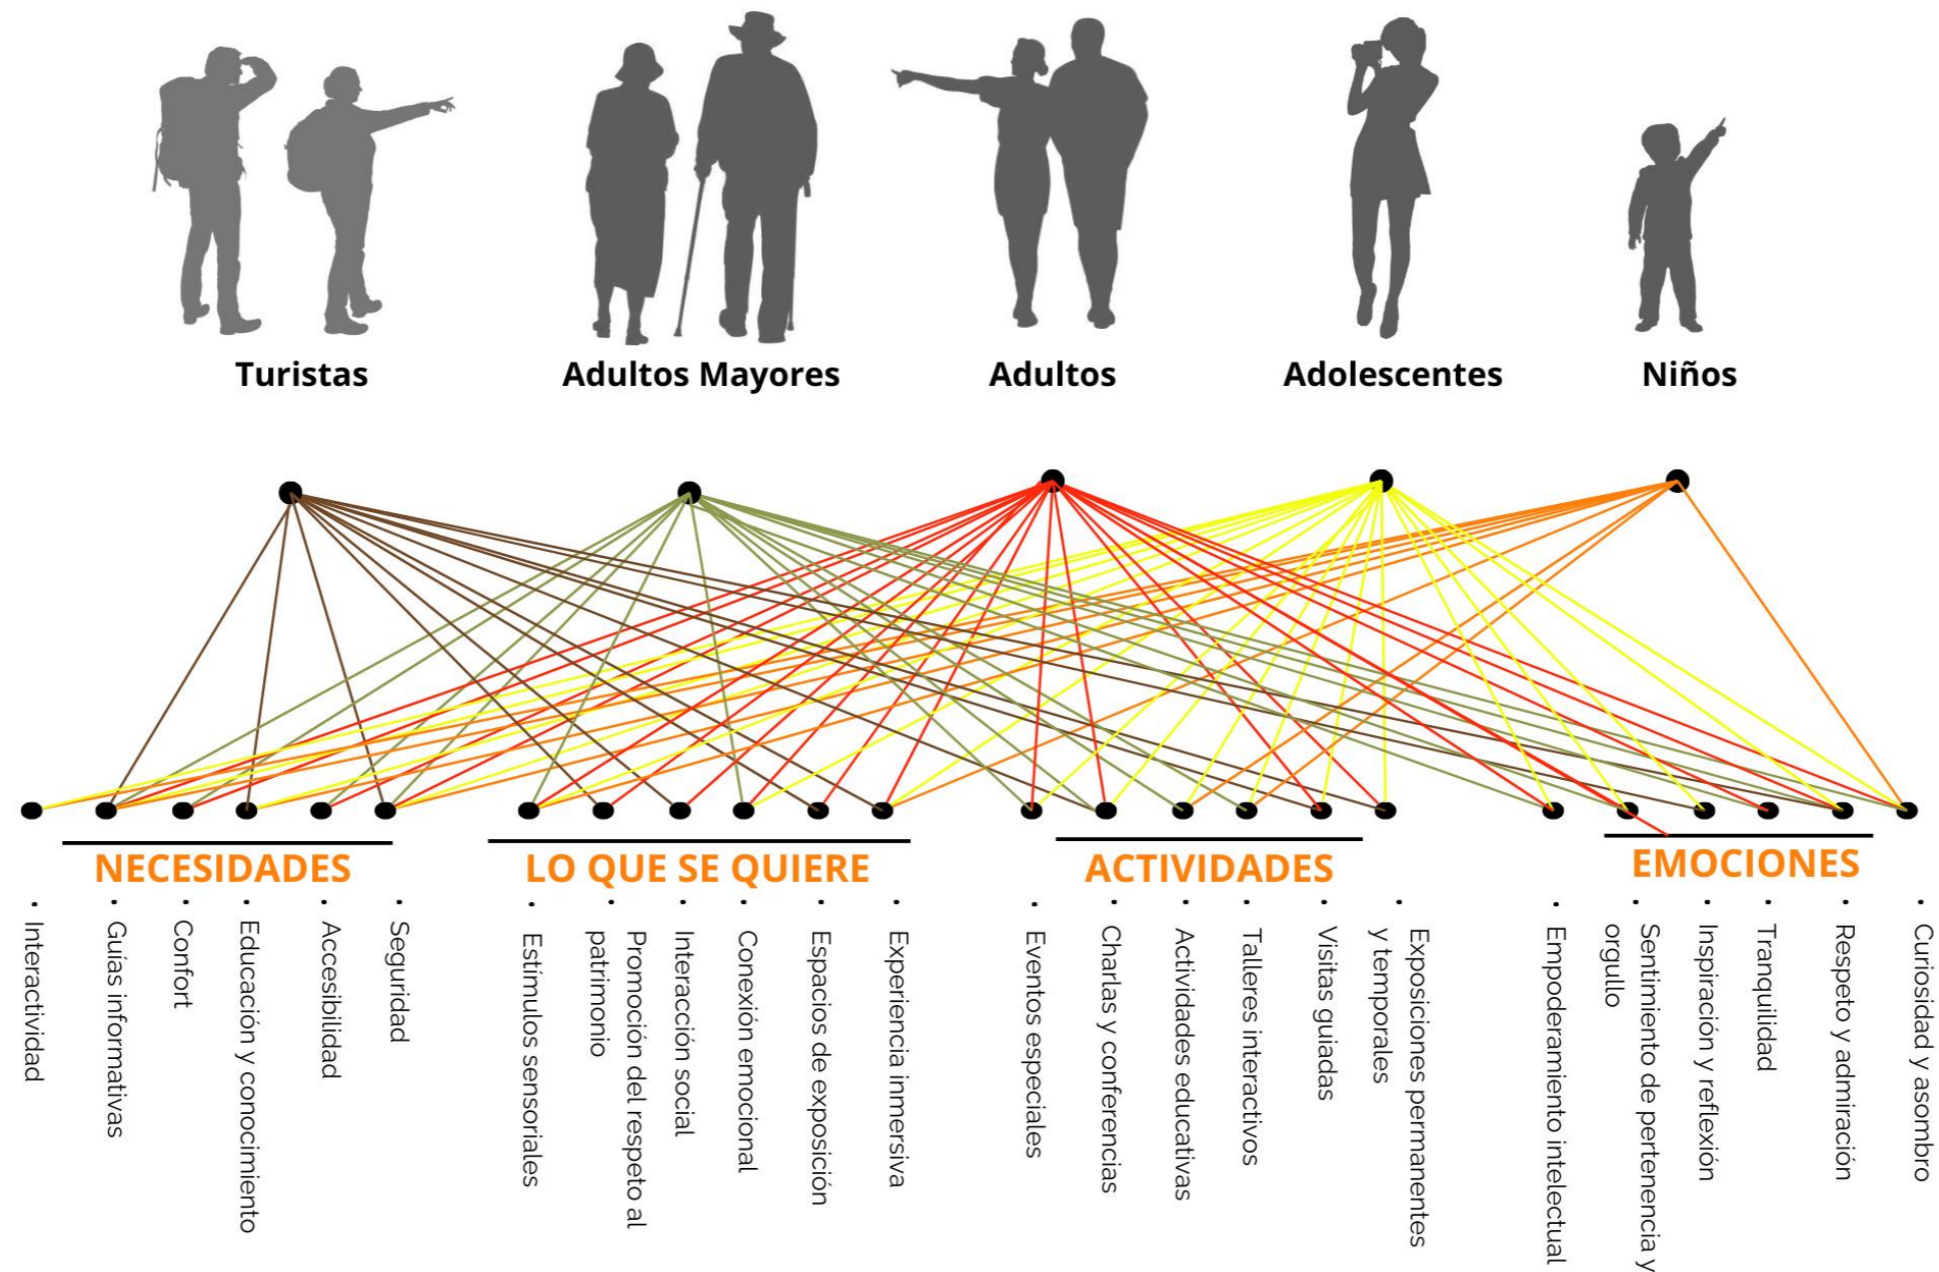 Turistas
Adultos Mayores
Adultos
Adolescentes
Niños
NECESIDADES
LO QUE SE QUIERE
ACTIVIDADES
EMOCIONES
· Interactividad
· Guías informativas
· Confort
· Educación y conocimiento
· Accesibilidad
· Seguridad
· Estímulos sensoriales
· Promoción del respeto al
patrimonio
· Interacción social
· Conexión emocional
· Espacios de exposición
· Experiencia inmersiva
· Eventos especiales
· Charlas y conferencias
· Actividades educativas
· Talleres interactivos
· Visitas guiadas
· Exposiciones permanentes
y temporales
· Empoderamiento intelectual
· Sentimiento de pertenencia y
orgullo
· Inspiración y reflexión
· Tranquilidad
· Respeto y admiración
· Curiosidad y asombro